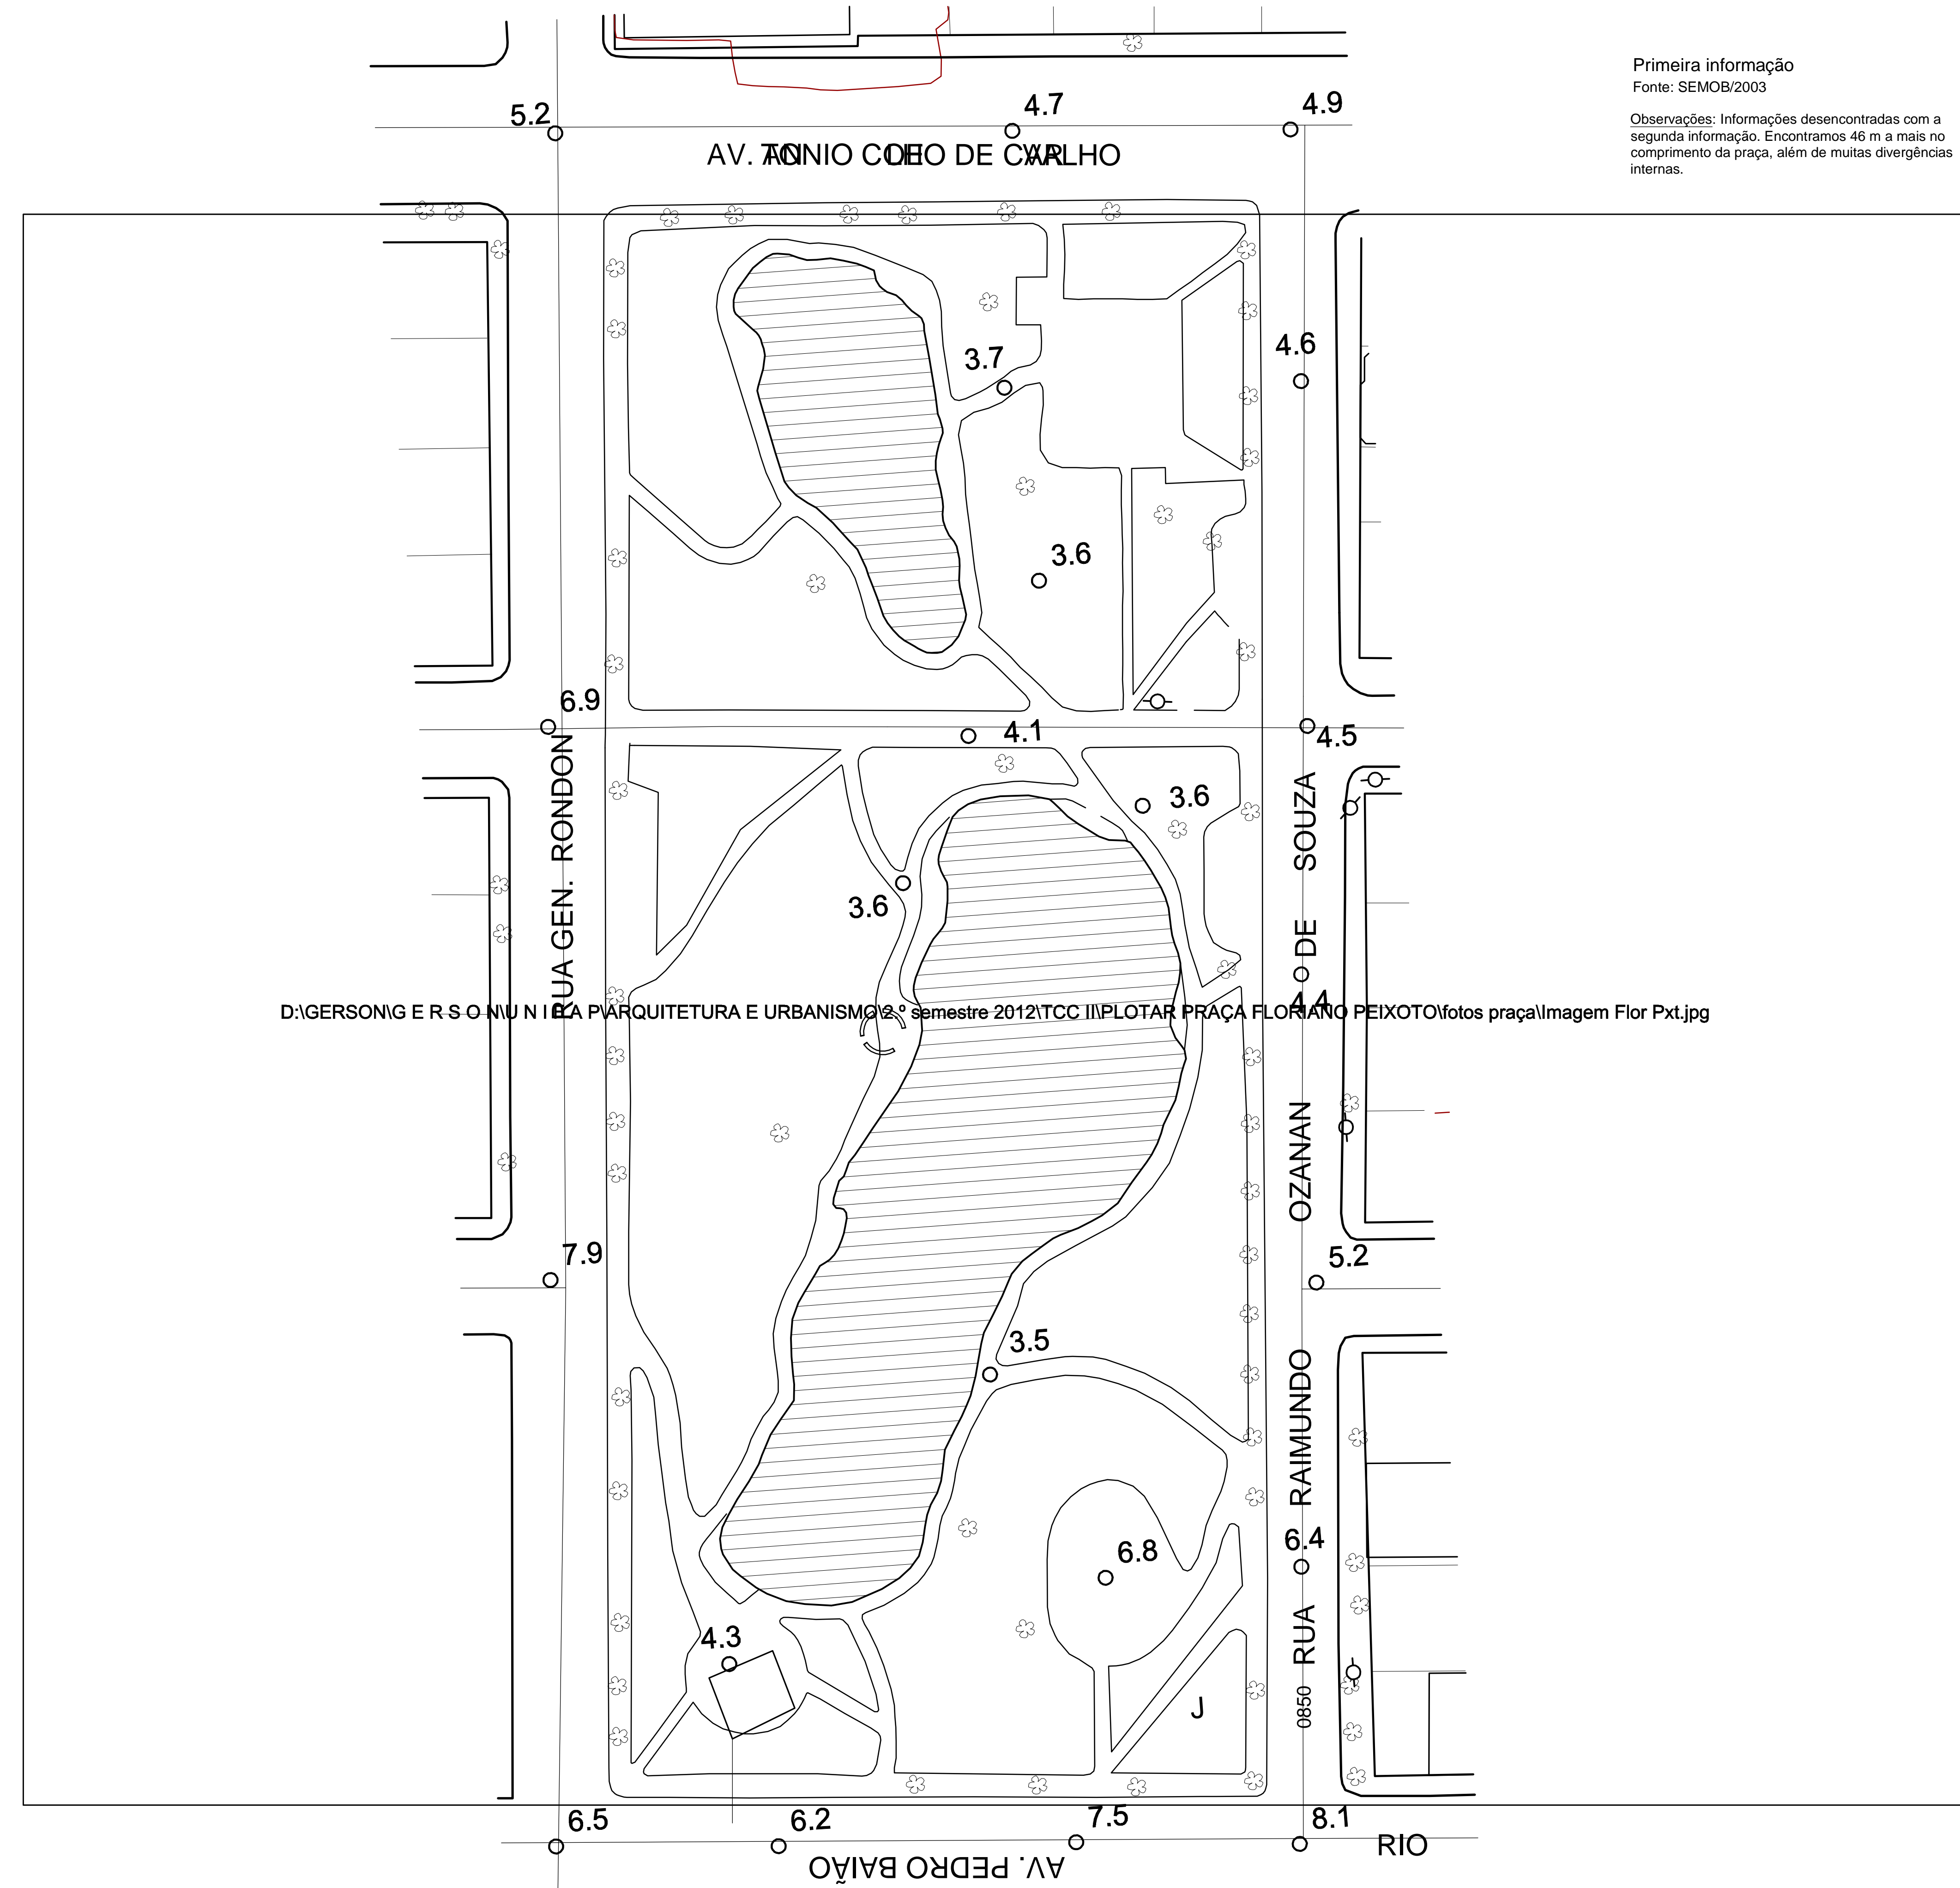 Primeira informação
Fonte: SEMOB/2003
Observações: Informações desencontradas com a
segunda informação. Encontramos 46 m a mais no
comprimento da praça, além de muitas divergências
internas.
5.2
4.7
4.9
AV.
3.7
4.6
3.6
6.9
4.1
4.5
RUA GEN. RONDON
3.6
3.6
4.4
D:\GERSON\G E R S O N\U N I F A P\ARQUITETURA E URBANISMO\2.º semestre 2012\TCC II\PLOTAR PRAÇA FLORIANO PEIXOTO\fotos praça\Imagem Flor Pxt.jpg
7.9
5.2
3.5
0850 RUA RAIMUNDO OZANAN DE SOUZA
6.4
6.8
4.3
J
6.5
6.2
7.5
8.1
RIO
AV. PEDRO BAIÃO